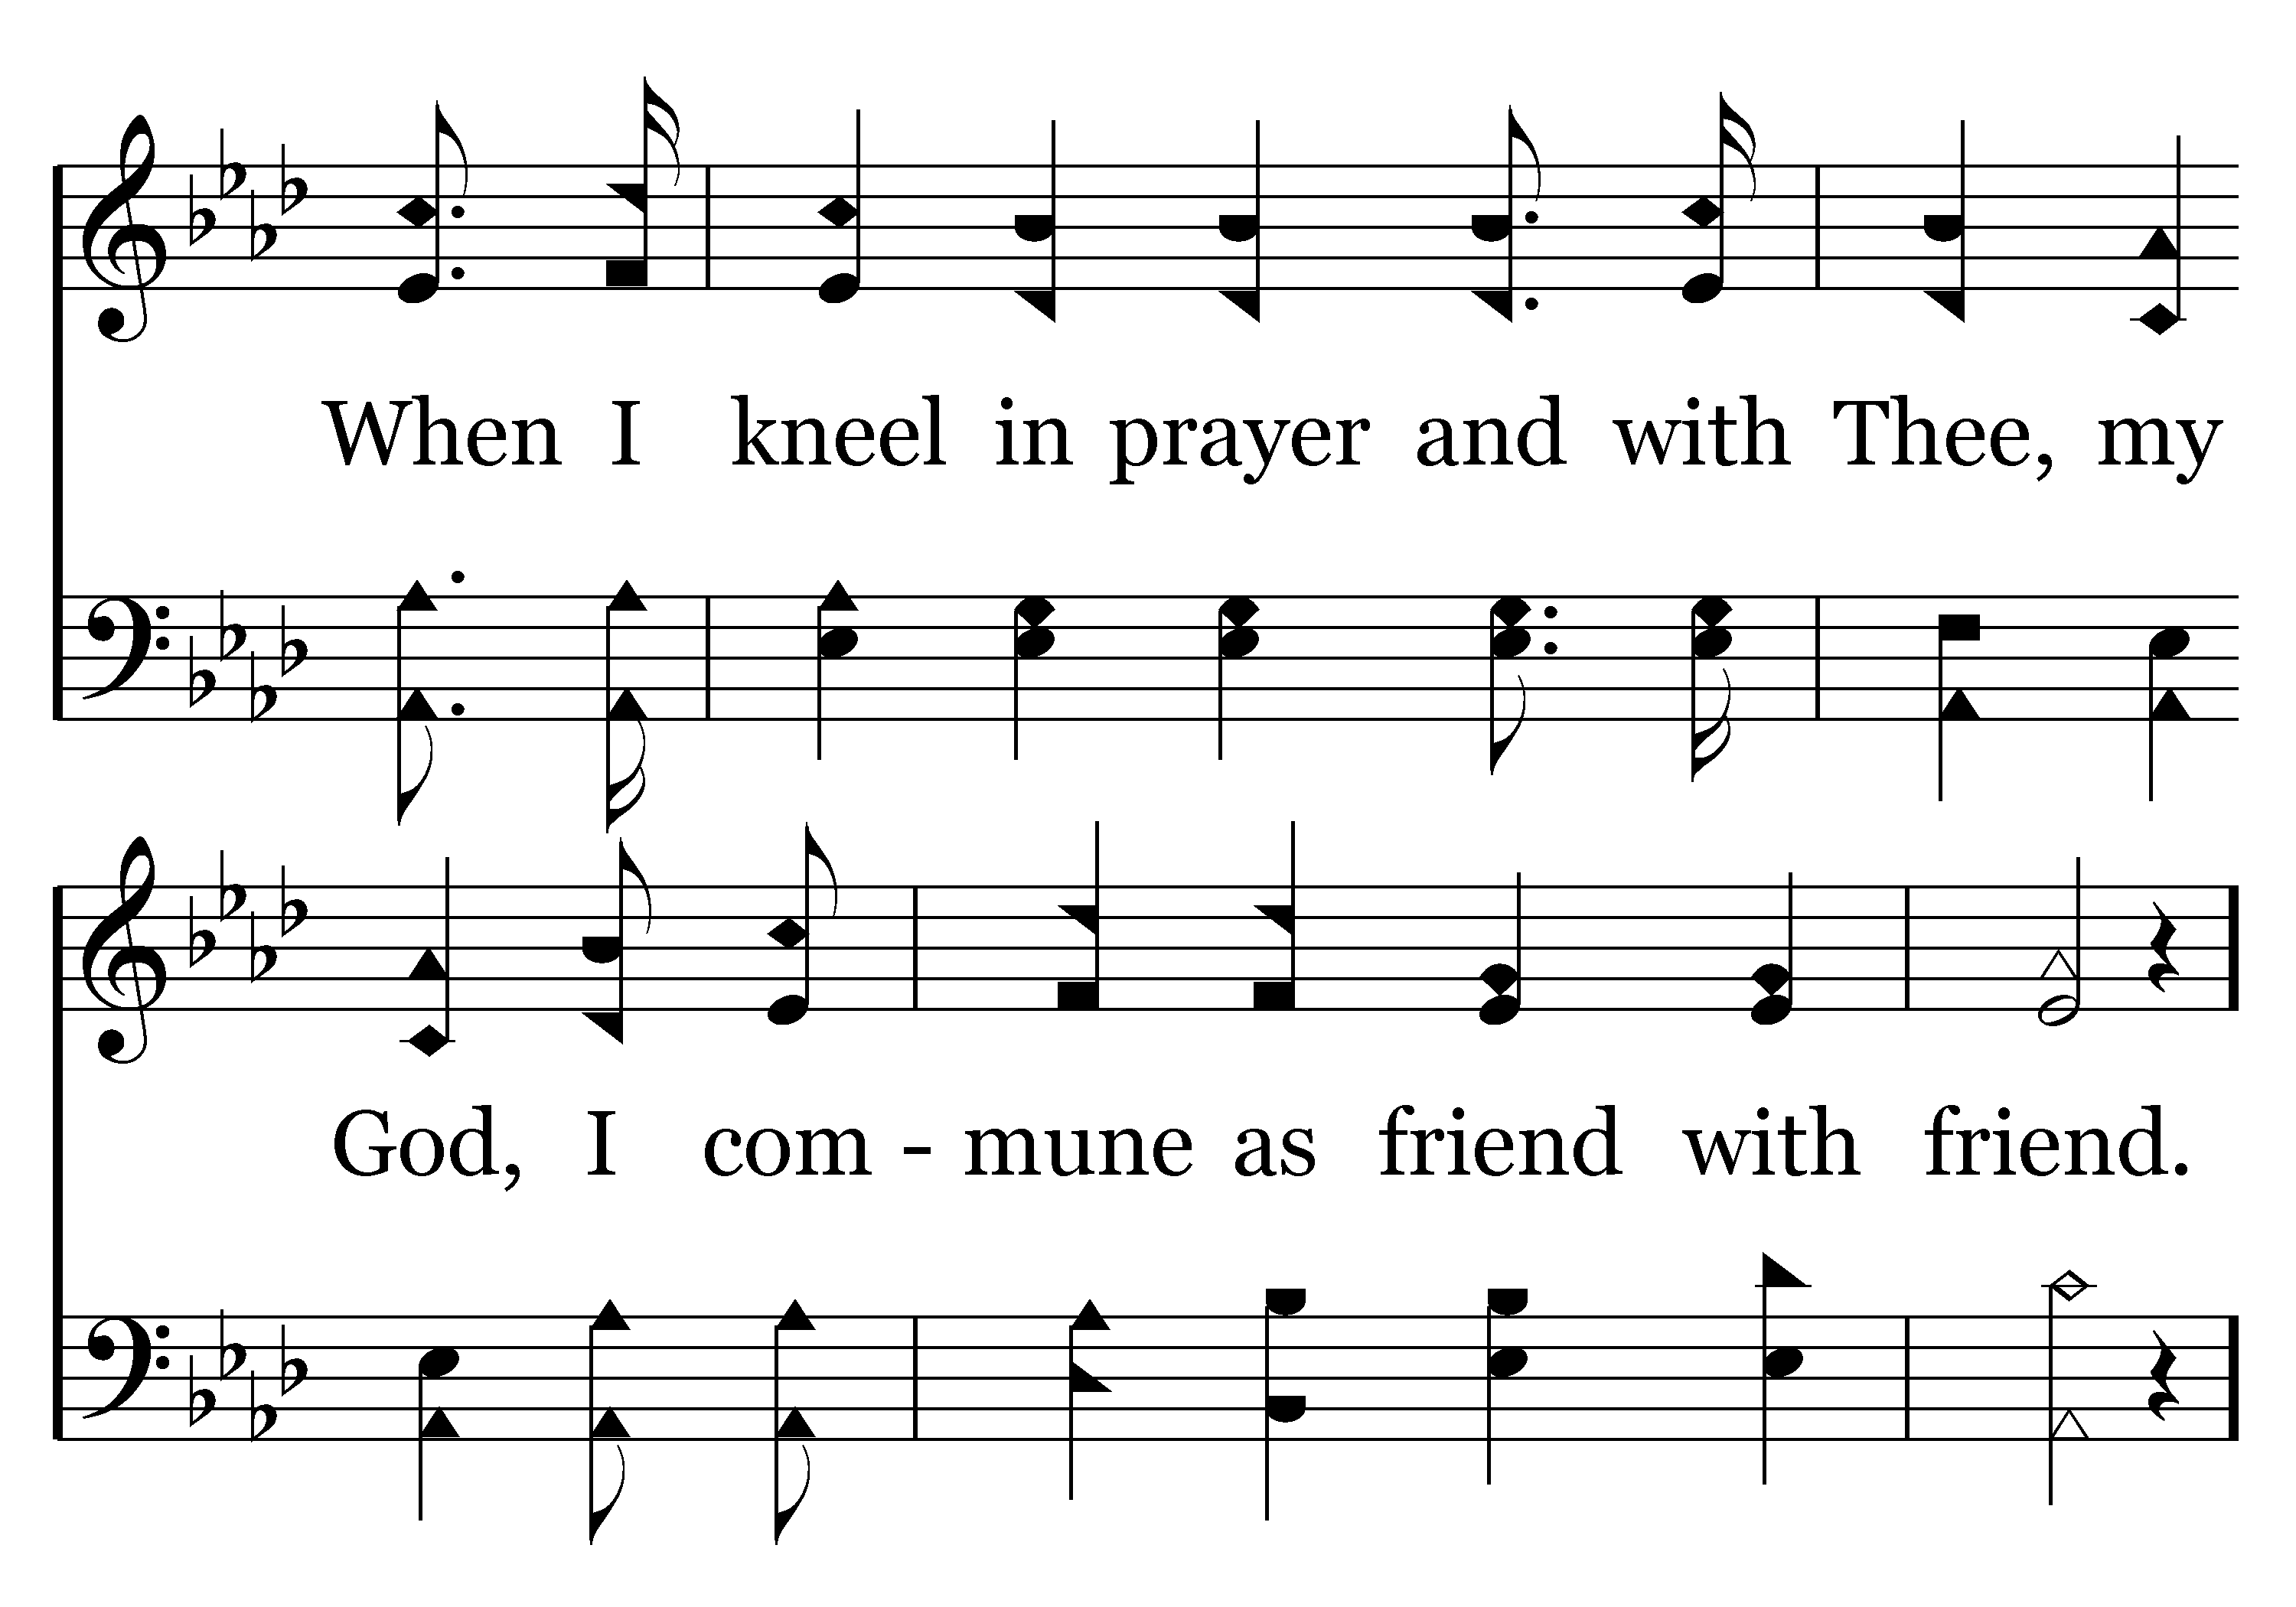 When I kneel in prayer and with Thee, my
God, I com - mune as friend with friend.